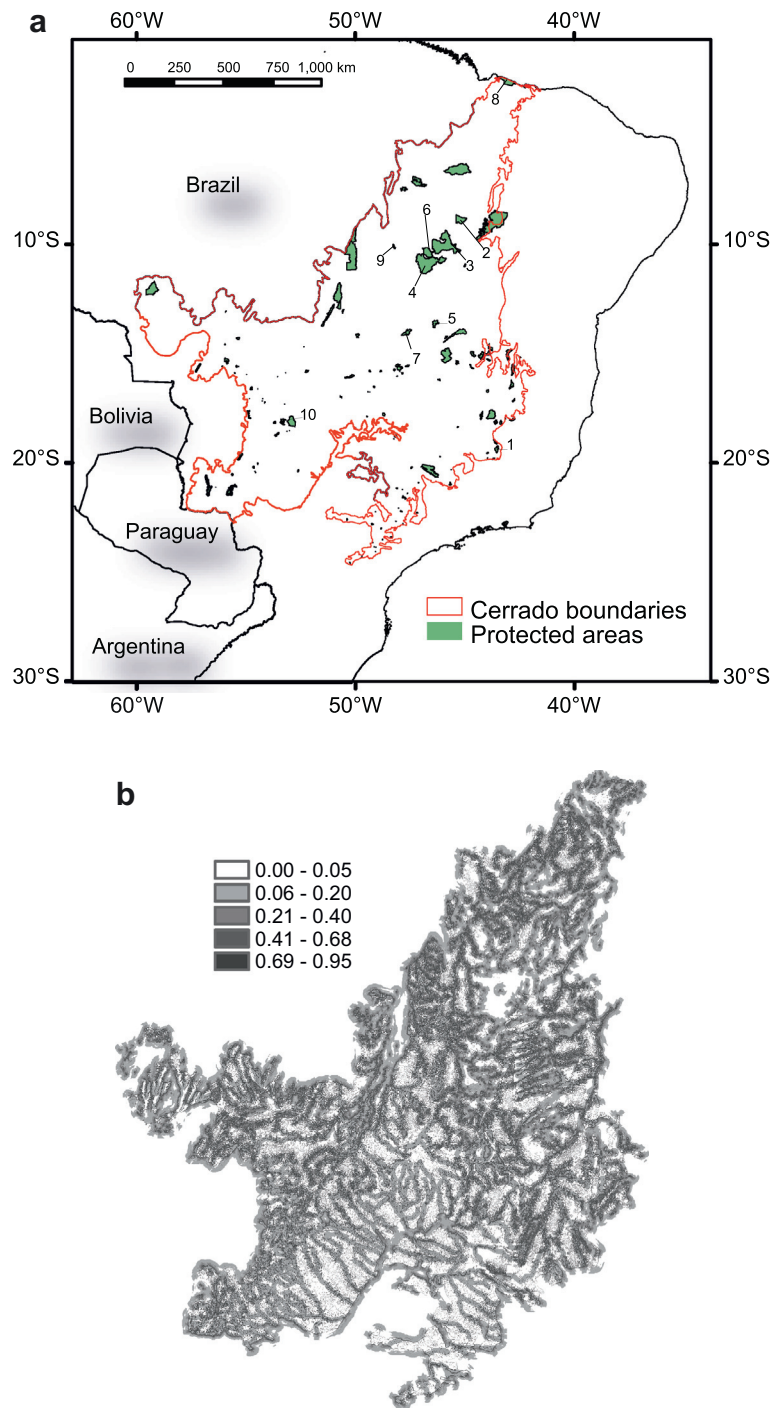 a
60°W 50°W 40°W
0 250 500 750 1,000 km
8
Brazil
6
10°S 9 3 2 10°S
4
5
7
Bolivia 10
1
20°S 20°S
Paraguay
Cerrado boundaries
Argentina Protected areas
30°S 30°S
60°W 50°W 40°W
b
0.00 - 0.05
0.06 - 0.20
0.21 - 0.40
0.41 - 0.68
0.69 - 0.95